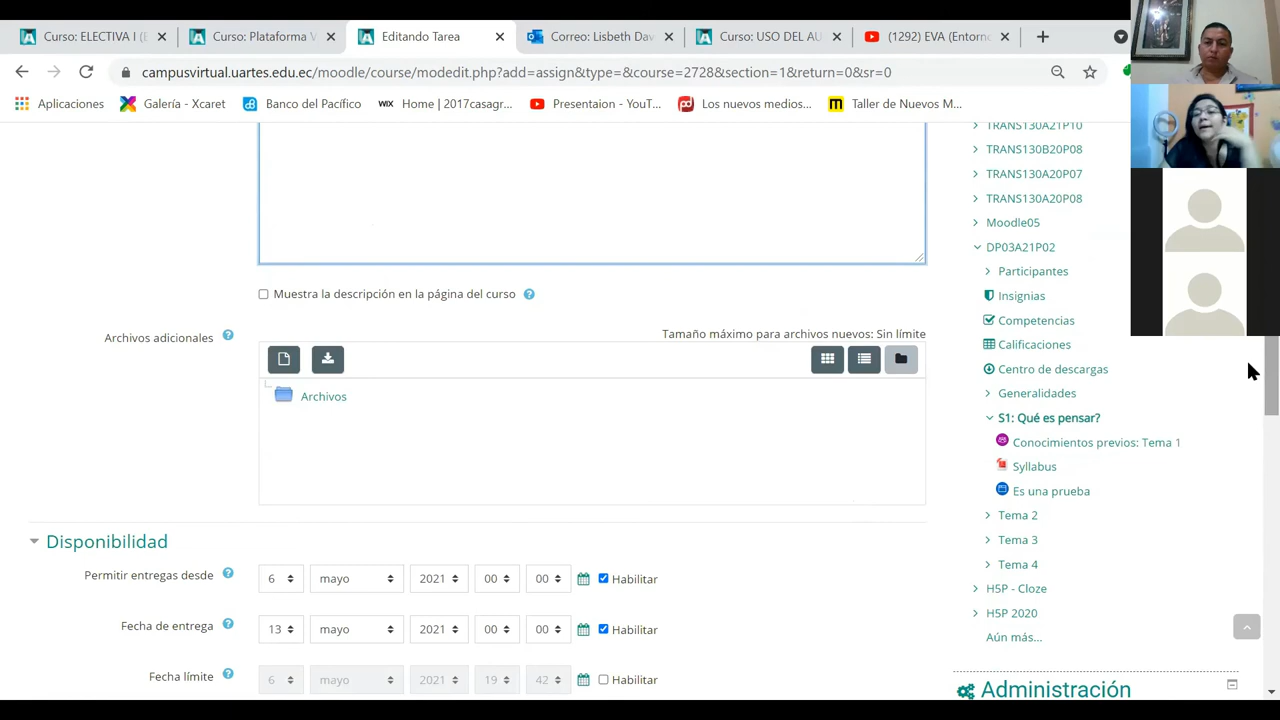 Curso: ELECTIVA I (E
Curso: Plataforma V
Editando Tarea
Correo: Lisbeth Dav
Curso: USO DEL AU
(1292) EVA (Entorn
campusvirtual.uartes.edu.ec/moodle/course/modedit.php?add=assign&type=&course=2728&section=1&return=0&sr=0
Aplicaciones
Galería - Xcaret
Banco del Pacífico
WIX
Home | 2017casagr...
Presentaion - YouTu...
Los nuevos medios...
Taller de Nuevos M...
TRANS130A21P10
TRANS130B20P08
TRANS130A20P07
TRANS130A20P08
Moodle05
DP03A21P02
Participantes
Insignias
Competencias
Calificaciones
Centro de descargas
Generalidades
S1: Qué es pensar?
Conocimientos previos: Tema 1
Syllabus
Es una prueba
Tema 2
Tema 3
Tema 4
H5P - Cloze
H5P 2020
Aún más...
Administración
Muestra la descripción en la página del curso
Archivos adicionales
Tamaño máximo para archivos nuevos: Sin límite
Archivos
Disponibilidad
Permitir entregas desde
6 mayo 2021 00 00 Habilitar
Fecha de entrega
13 mayo 2021 00 00 Habilitar
Fecha límite
6 mayo 2021 19 42 Habilitar